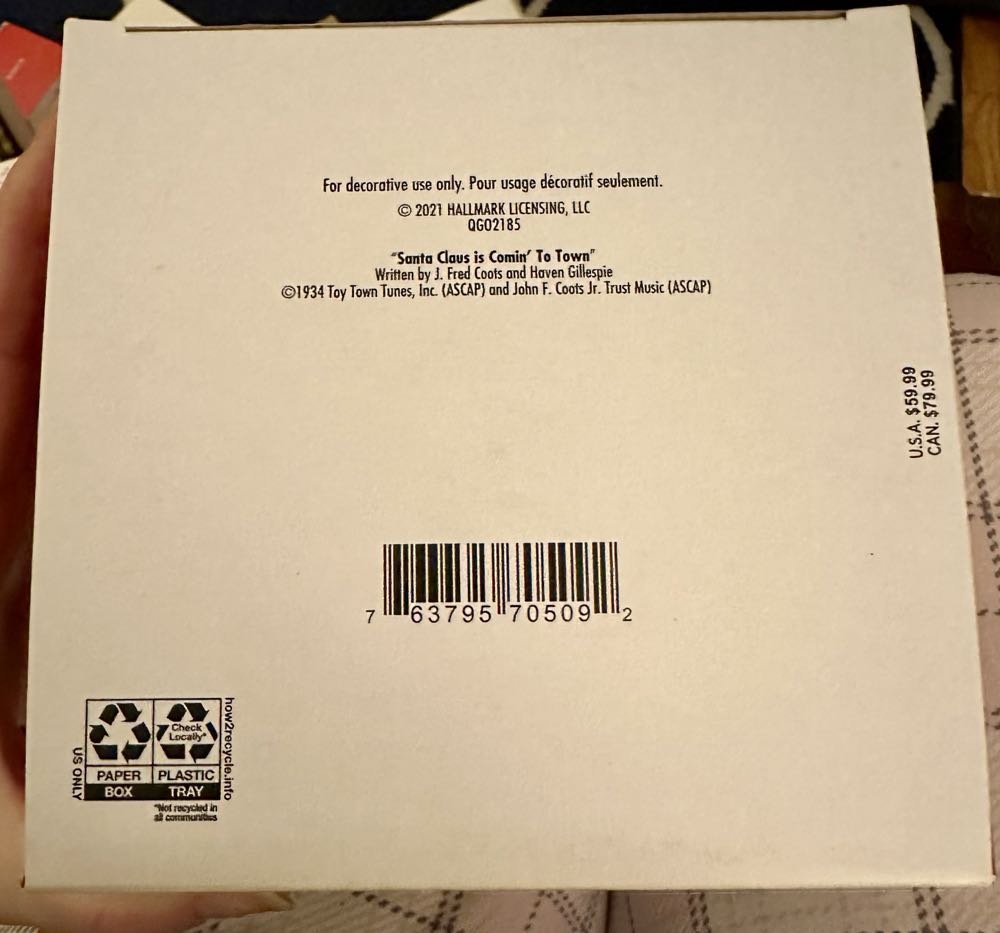 For decorative use only. Pour usage décoratif seulement.
© 2021 HALLMARK LICENSING, LLC
QGO2185
"Santa Claus is Comin' To Town"
Written by J. Fred Coots and Haven Gillespie
©1934 Toy Town Tunes, Inc. (ASCAP) and John F. Coots Jr. Trust Music (ASCAP)
U.S.A. $59.99
CAN. $79.99
7 63795 70509 2
US ONLY
Check
Locally*
PAPER
BOX
PLASTIC
TRAY
how2recycle.info
*Not recycled in
all communities